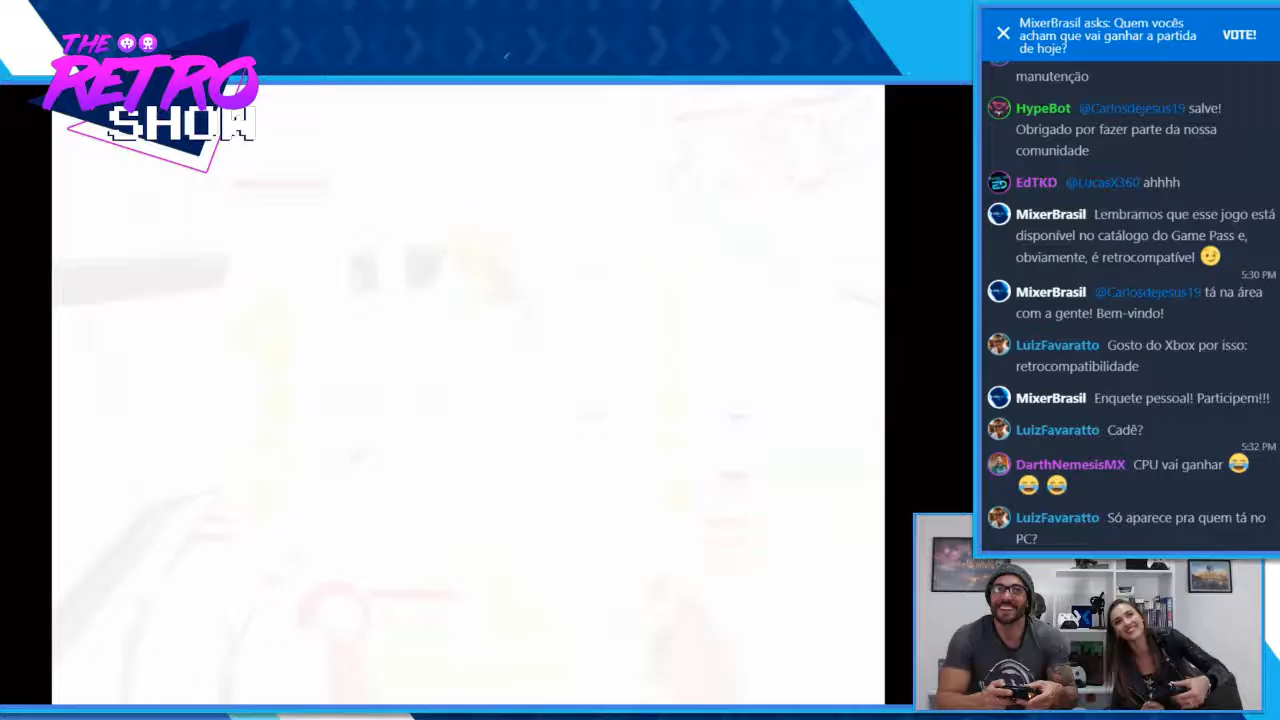 THE
RETRO
SHOW
MixerBrasil asks: Quem vocês
acham que vai ganhar a partida
de hoje?
VOTE!
manutenção
HypeBot @Carlosdejesus19 salve!
Obrigado por fazer parte da nossa
comunidade
EdTKD @LucasX360 ahhhh
MixerBrasil Lembramos que esse jogo está
disponível no catálogo do Game Pass e,
obviamente, é retrocompatível 😉
5:30 PM
MixerBrasil @Carlosdejesus19 tá na área
com a gente! Bem-vindo!
LuizFavaratto Gosto do Xbox por isso:
retrocompatibilidade
MixerBrasil Enquete pessoal! Participem!!!
LuizFavaratto Cadê?
5:32 PM
DarthNemesisMX CPU vai ganhar 😂
😂 😂
LuizFavaratto Só aparece pra quem tá no
PC?